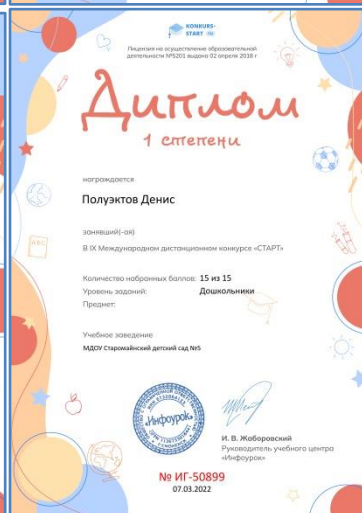 KONKURS-
START .RU
Лицензия на осуществление образовательной
деятельности №5201 выдана 02 апреля 2018 г
Диплом
1 степени
награждается
Полуэктов Денис
занявший(-ая)
В IX Международном дистанционном конкурсе «СТАРТ»
Количество набранных баллов: 15 из 15
Уровень заданий: Дошкольники
Предмет:
Учебное заведение
МДОУ Старомайнский детский сад №5
ABC
«Инфоурок»
И. В. Жаборовский
Руководитель учебного центра
«Инфоурок»
№ ИГ-50899
07.03.2022